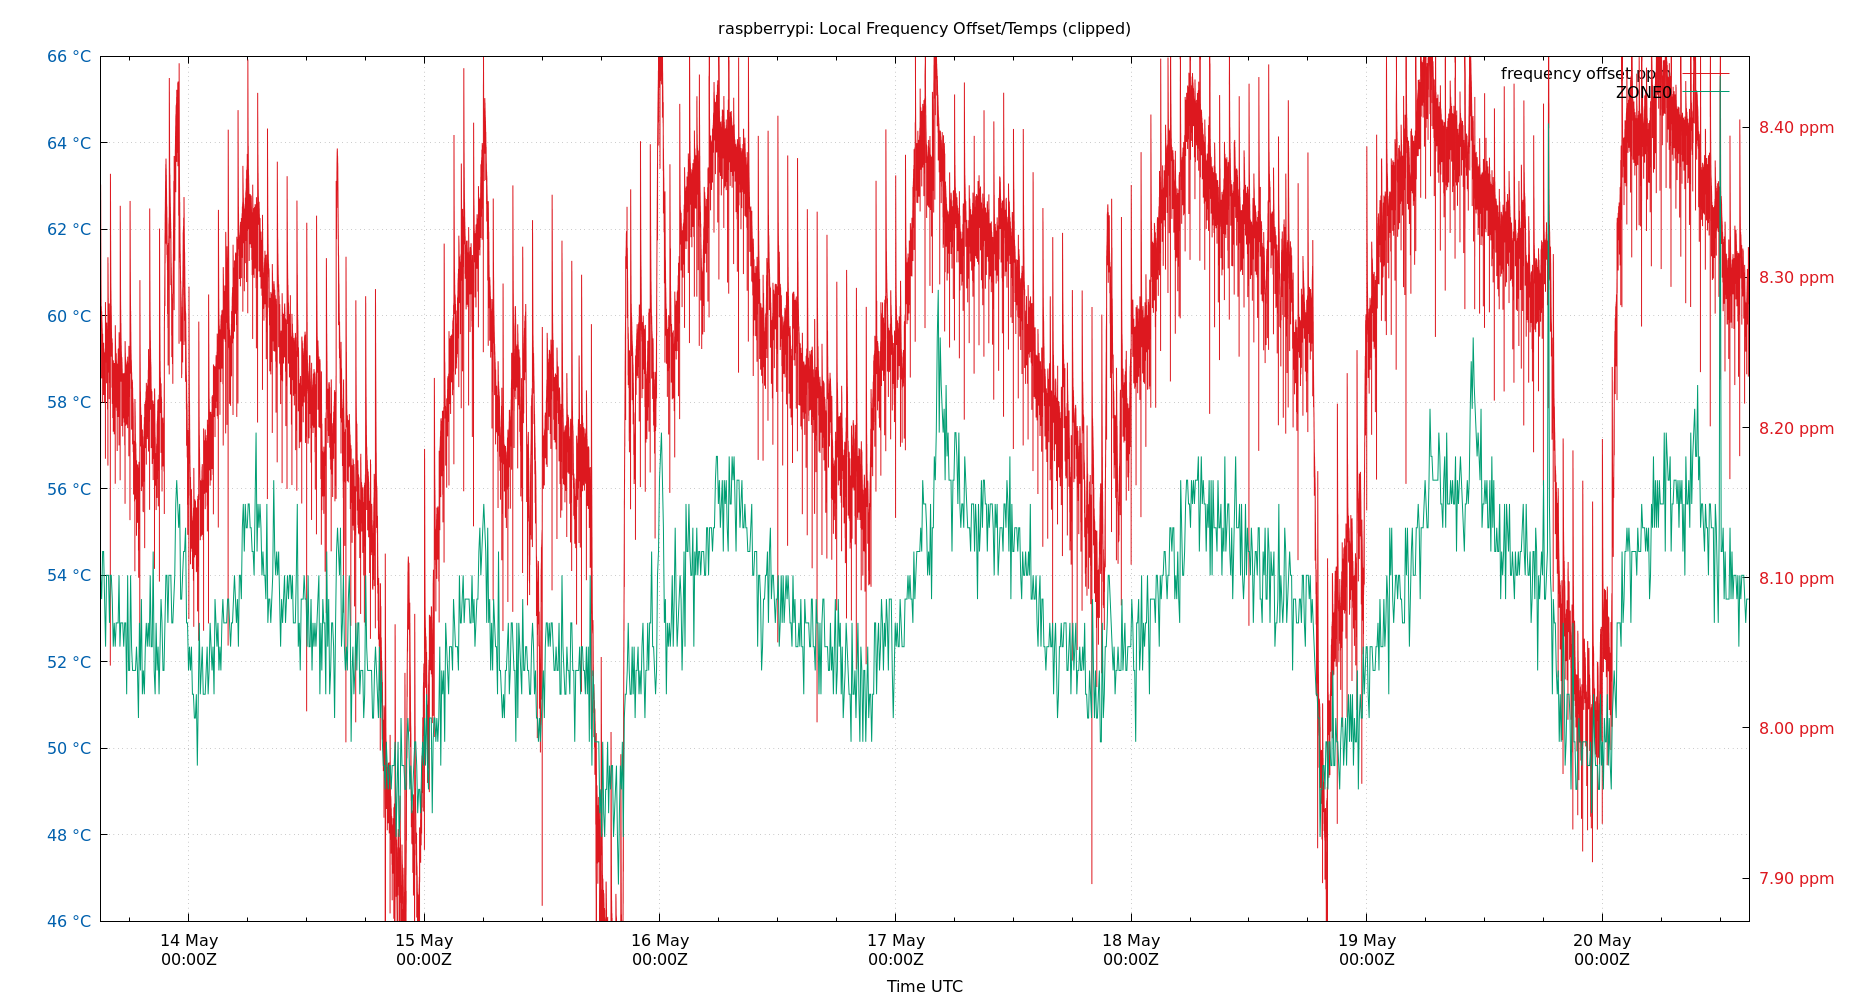 raspberrypi: Local Frequency Offset/Temps (clipped)
66 °C
64 °C
62 °C
60 °C
58 °C
56 °C
54 °C
52 °C
50 °C
48 °C
46 °C
frequency offset ppm
ZONE0
8.40 ppm
8.30 ppm
8.20 ppm
8.10 ppm
8.00 ppm
7.90 ppm
14 May 15 May 16 May 17 May 18 May 19 May 20 May
00:00Z 00:00Z 00:00Z 00:00Z 00:00Z 00:00Z 00:00Z
Time UTC